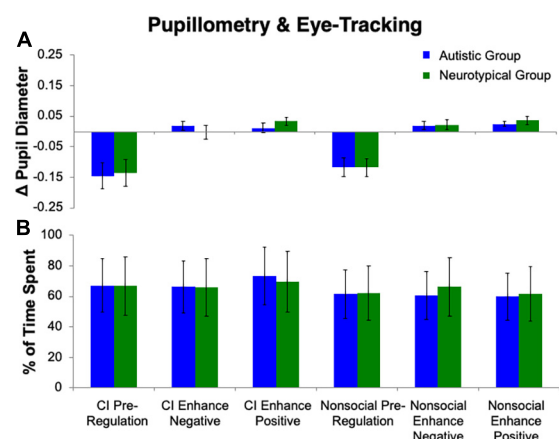 Pupillometry & Eye-Tracking
A
Δ Pupil Diameter
0.25
0.15
0.05
-0.05
-0.15
-0.25
Autistic Group
Neurotypical Group
B
% of Time Spent
100
80
60
40
20
0
CI Pre-
Regulation
CI Enhance
Negative
CI Enhance
Positive
Nonsocial Pre-
Regulation
Nonsocial
Enhance
Negative
Nonsocial
Enhance
Positive